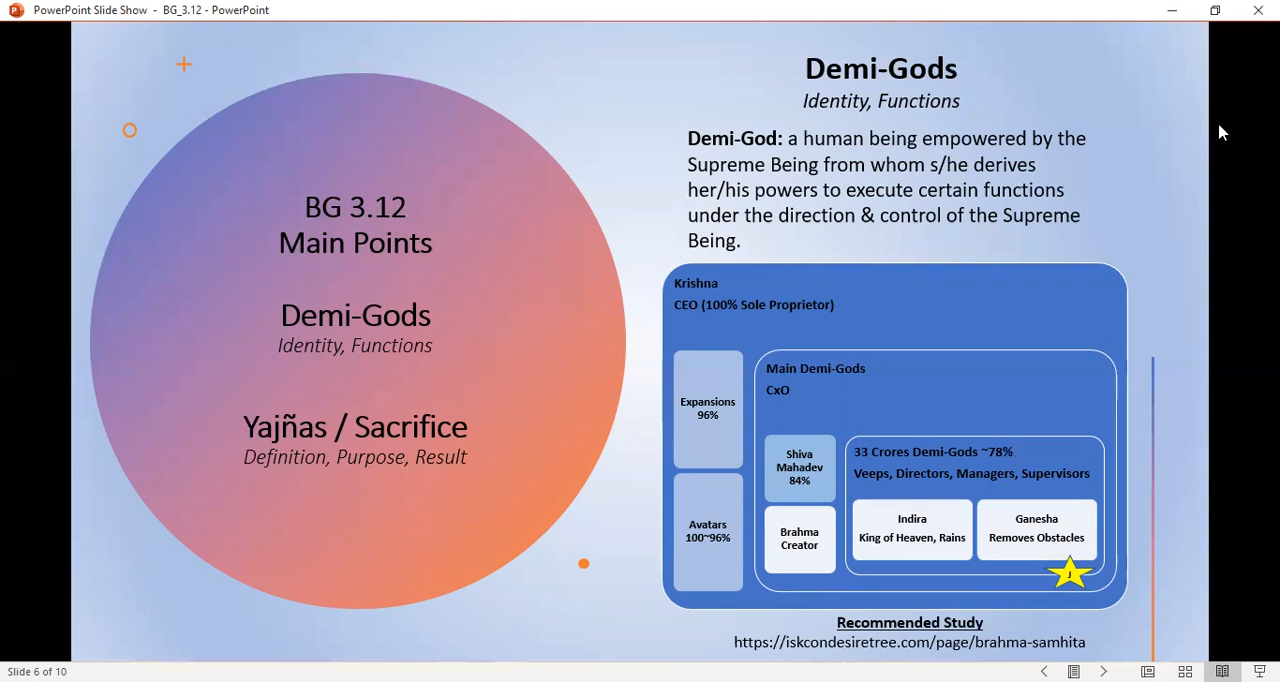 PowerPoint Slide Show - BG_3.12 - PowerPoint
BG 3.12
Main Points
Demi-Gods
Identity, Functions
Yajñas / Sacrifice
Definition, Purpose, Result
Demi-Gods
Identity, Functions
Demi-God: a human being empowered by the
Supreme Being from whom s/he derives
her/his powers to execute certain functions
under the direction & control of the Supreme
Being.
Krishna
CEO (100% Sole Proprietor)
Expansions
96%
Avatars
100~96%
Main Demi-Gods
CxO
Shiva
Mahadev
84%
Brahma
Creator
33 Crores Demi-Gods ~78%
Veeps, Directors, Managers, Supervisors
Indira
King of Heaven, Rains
Ganesha
Removes Obstacles
J
Recommended Study
https://iskcondesiretree.com/page/brahma-samhita
Slide 6 of 10